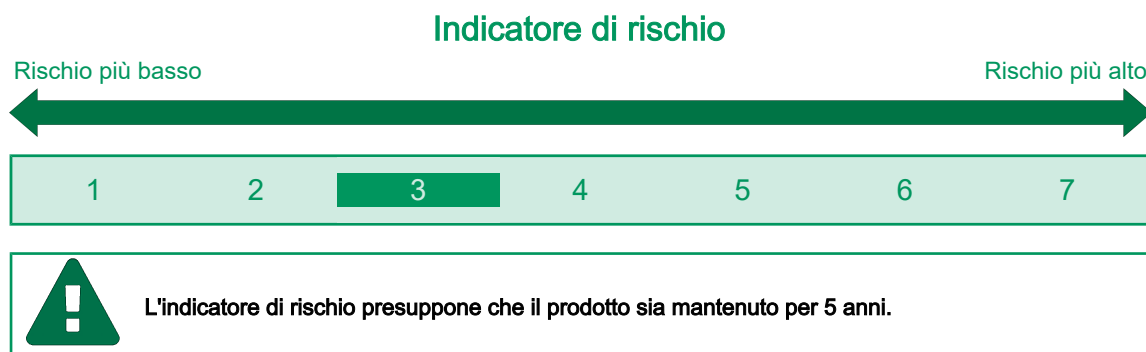 Indicatore di rischio
Rischio più basso Rischio più alto
1 2 3 4 5 6 7
L'indicatore di rischio presuppone che il prodotto sia mantenuto per 5 anni.